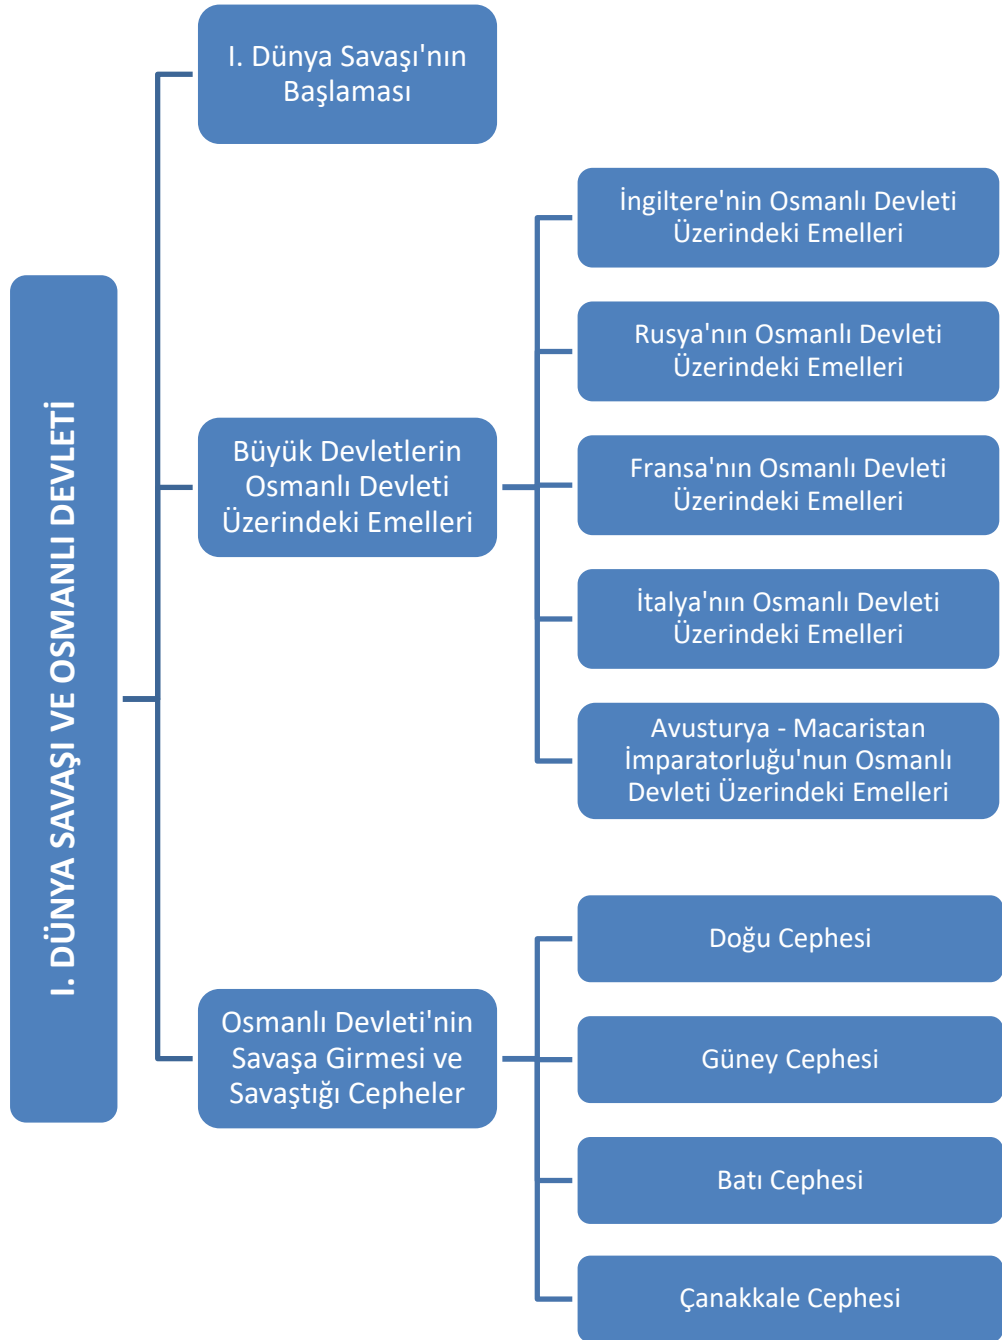 I. DÜNYA SAVAŞI VE OSMANLI DEVLETİ
I. Dünya Savaşı'nın
Başlaması
Büyük Devletlerin
Osmanlı Devleti
Üzerindeki Emelleri
İngiltere'nin Osmanlı Devleti
Üzerindeki Emelleri
Rusya'nın Osmanlı Devleti
Üzerindeki Emelleri
Fransa'nın Osmanlı Devleti
Üzerindeki Emelleri
İtalya'nın Osmanlı Devleti
Üzerindeki Emelleri
Avusturya - Macaristan
İmparatorluğu'nun Osmanlı
Devleti Üzerindeki Emelleri
Osmanlı Devleti'nin
Savaşa Girmesi ve
Savaştığı Cepheler
Doğu Cephesi
Güney Cephesi
Batı Cephesi
Çanakkale Cephesi